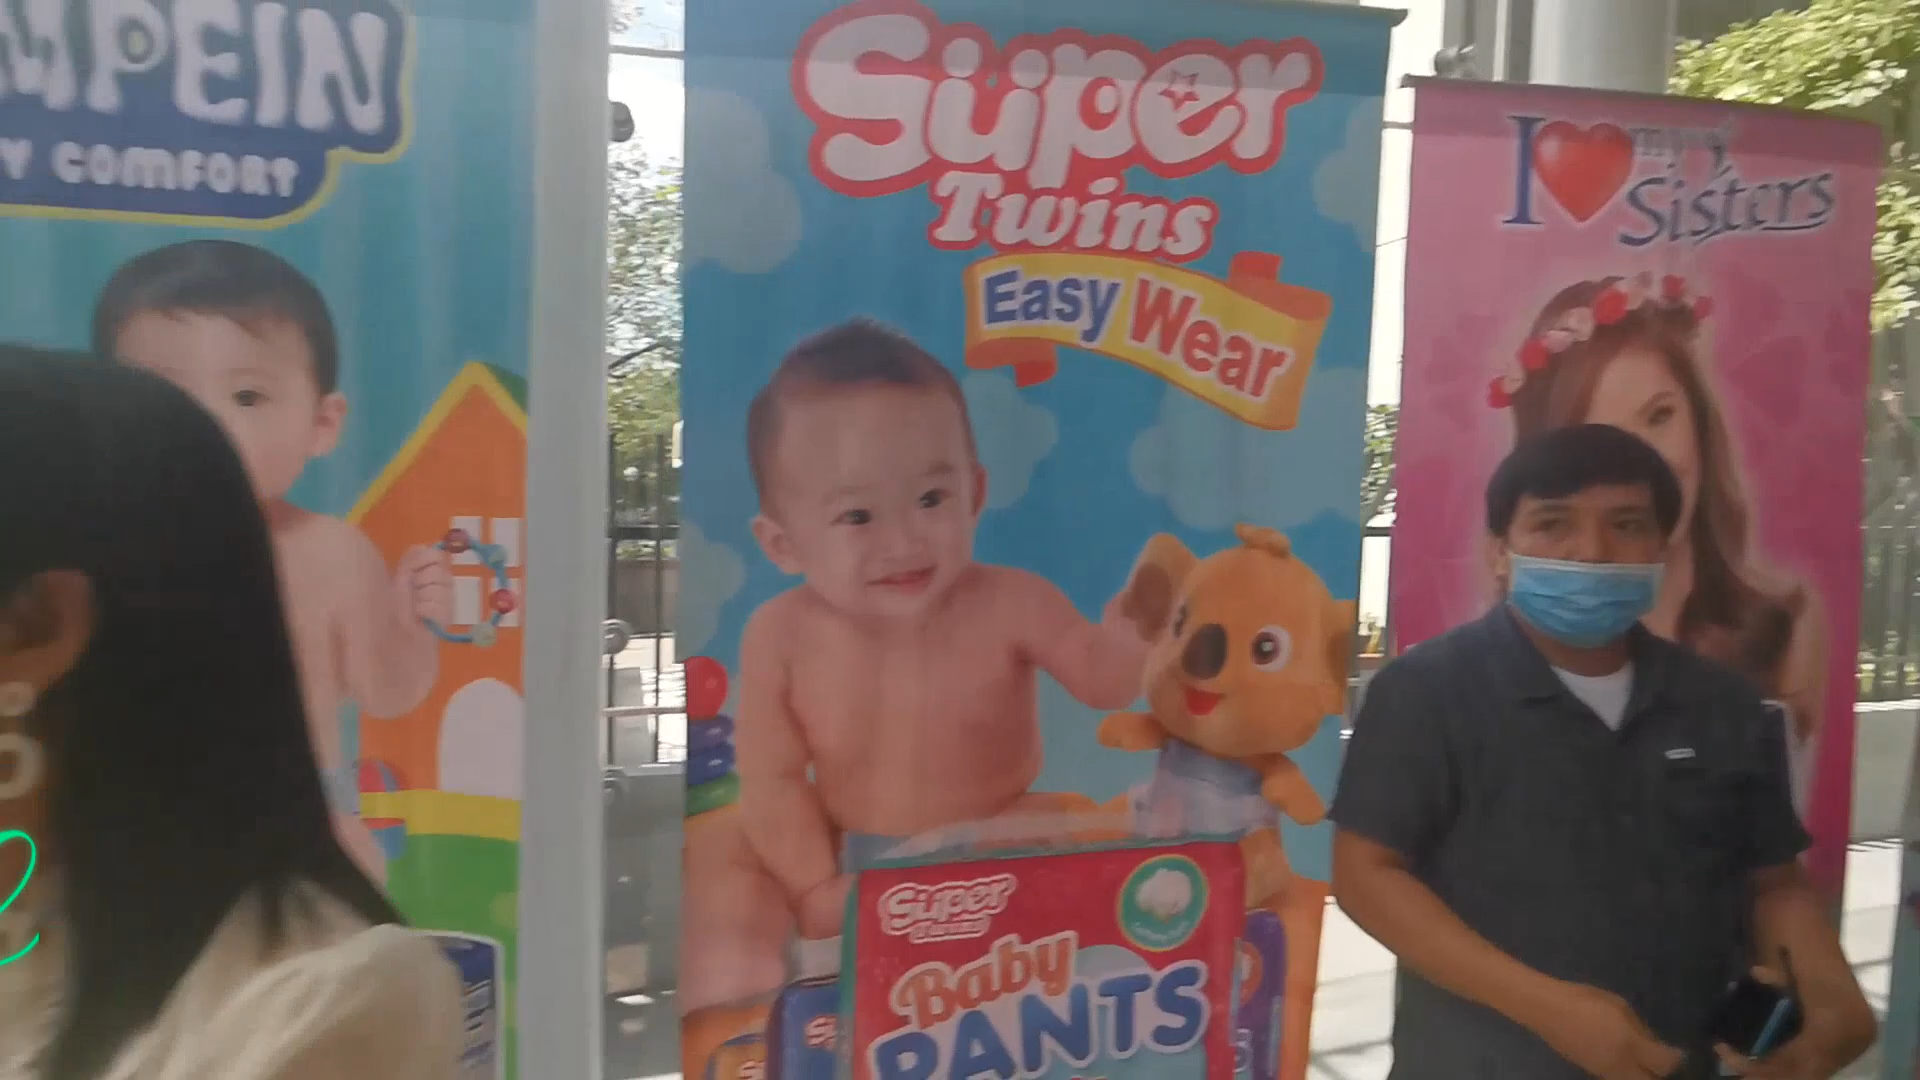 MPEIN
Y COMFORT
Super
Twins
Easy Wear
I my
Sisters
Super
Twins
Baby
PANTS